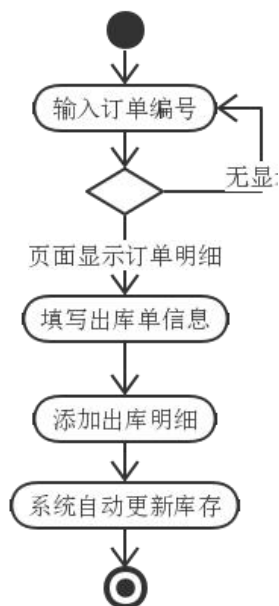 输入订单编号
无显
页面显示订单明细
填写出库单信息
添加出库明细
系统自动更新库存